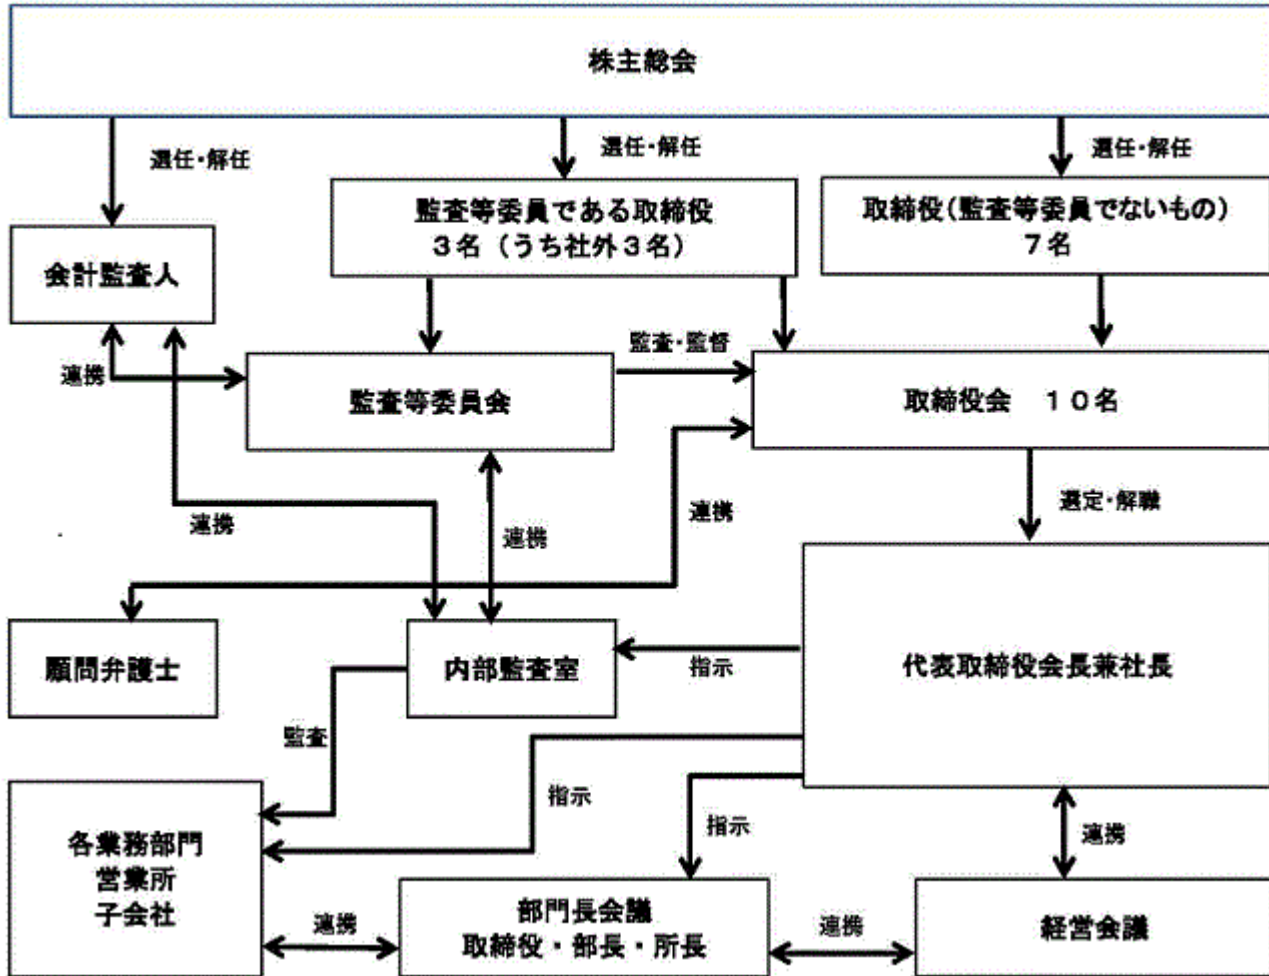 株主総会
選任・解任
選任・解任
選任・解任
監査等委員である取締役
３名（うち社外３名）
取締役（監査等委員でないもの）
７名
会計監査人
監査・監督
連携
監査等委員会
取締役会　１０名
選定・解職
連携
連携
連携
顧問弁護士
内部監査室
指示
代表取締役会長兼社長
監査
指示
指示
連携
各業務部門
営業所
子会社
部門長会議
取締役・部長・所長
経営会議
連携
連携